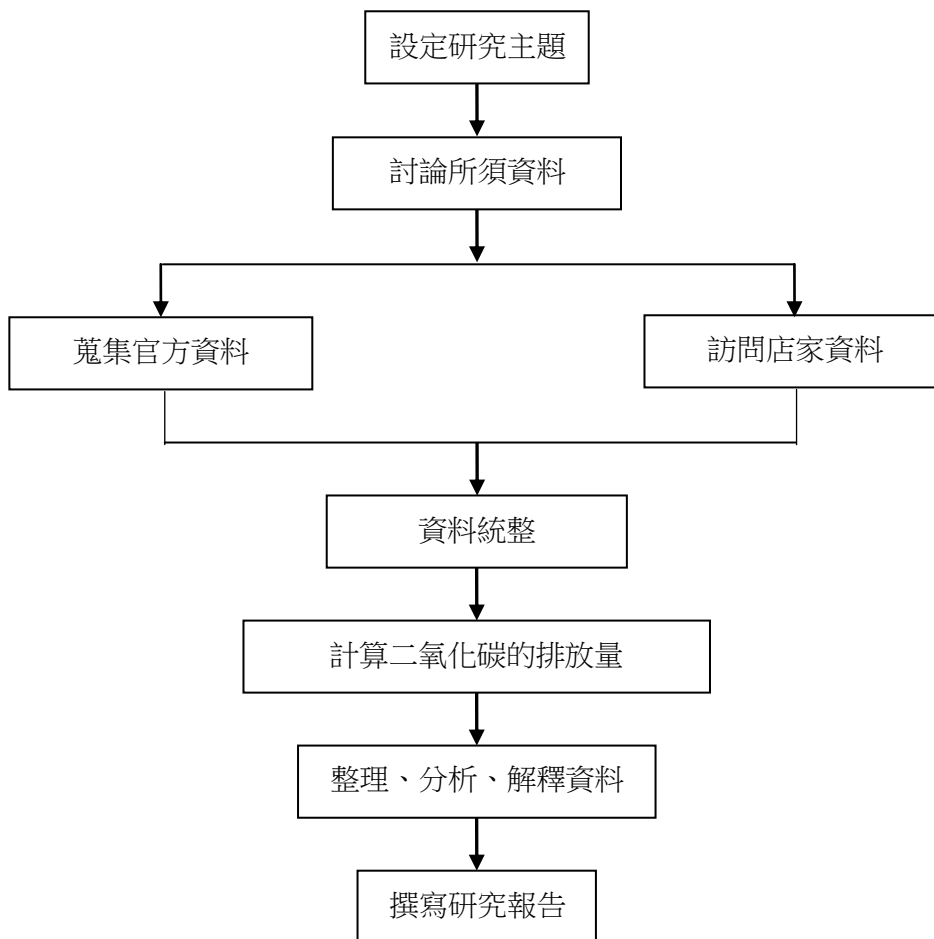 設定研究主題
討論所須資料
蒐集官方資料
訪問店家資料
資料統整
計算二氧化碳的排放量
整理、分析、解釋資料
撰寫研究報告